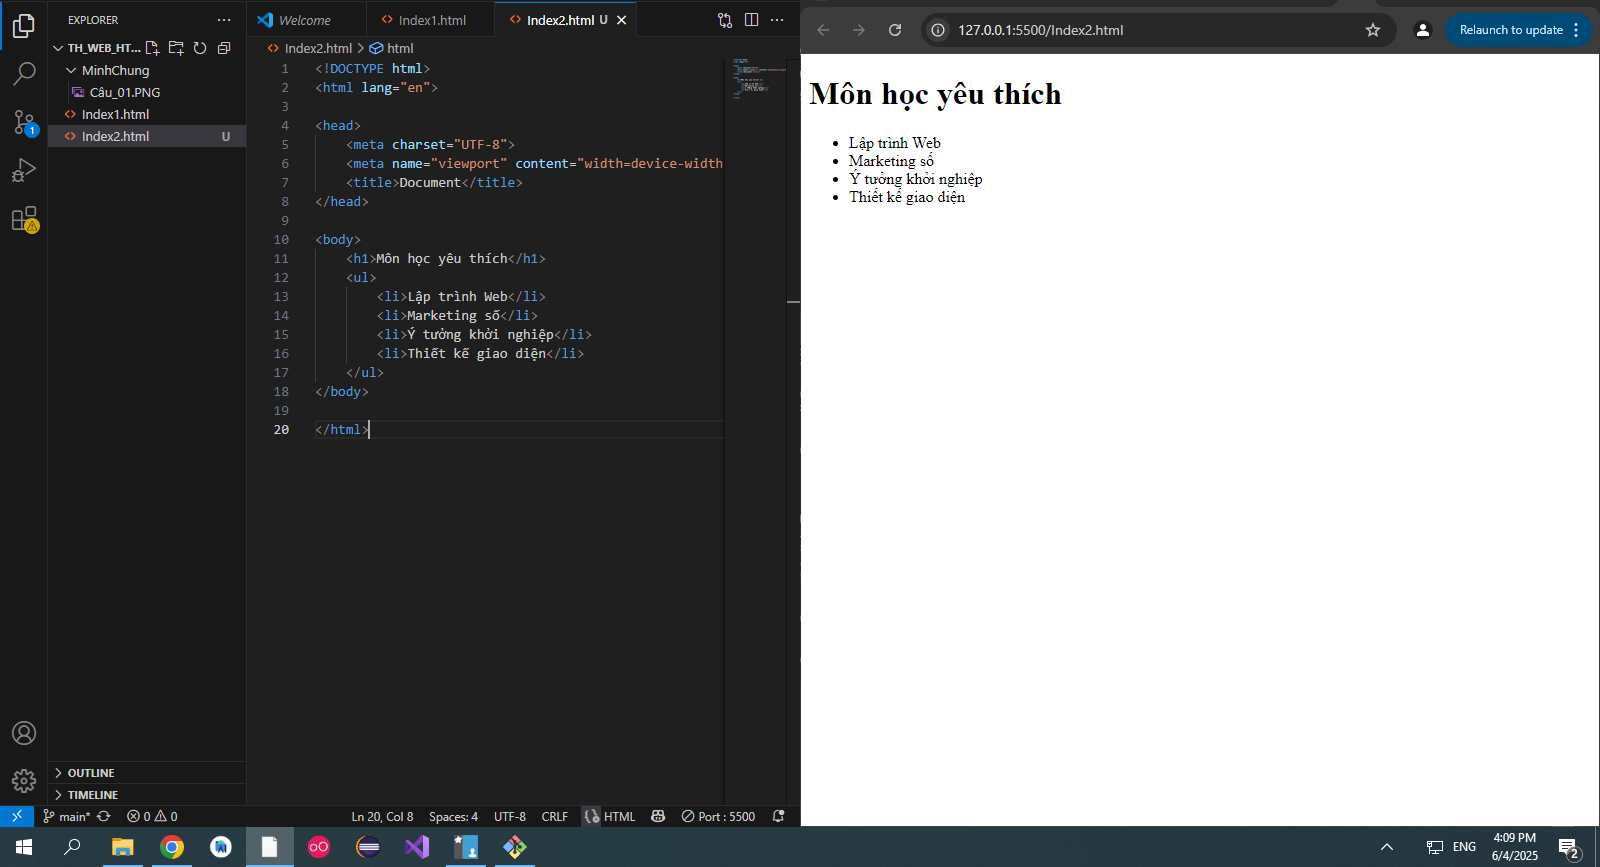 EXPLORER
TH_WEB_HT...
MinhChung
Câu_01.PNG
Index1.html
Index2.html U
OUTLINE
TIMELINE
Welcome
Index1.html
Index2.html U
Index2.html > html
1 <!DOCTYPE html>
2 <html lang="en">
3
4 <head>
5 <meta charset="UTF-8">
6 <meta name="viewport" content="width=device-width
7 <title>Document</title>
8 </head>
9
10 <body>
11 <h1>Môn học yêu thích</h1>
12 <ul>
13 <li>Lập trình Web</li>
14 <li>Marketing số</li>
15 <li>Ý tưởng khởi nghiệp</li>
16 <li>Thiết kế giao diện</li>
17 </ul>
18 </body>
19
20 </html>
1
main* 0 0 Ln 20, Col 8 Spaces: 4 UTF-8 CRLF {} HTML Port : 5500
127.0.0.1:5500/Index2.html
Relaunch to update
Môn học yêu thích
Lập trình Web
Marketing số
Ý tưởng khởi nghiệp
Thiết kế giao diện
ENG
4:09 PM
6/4/2025
2